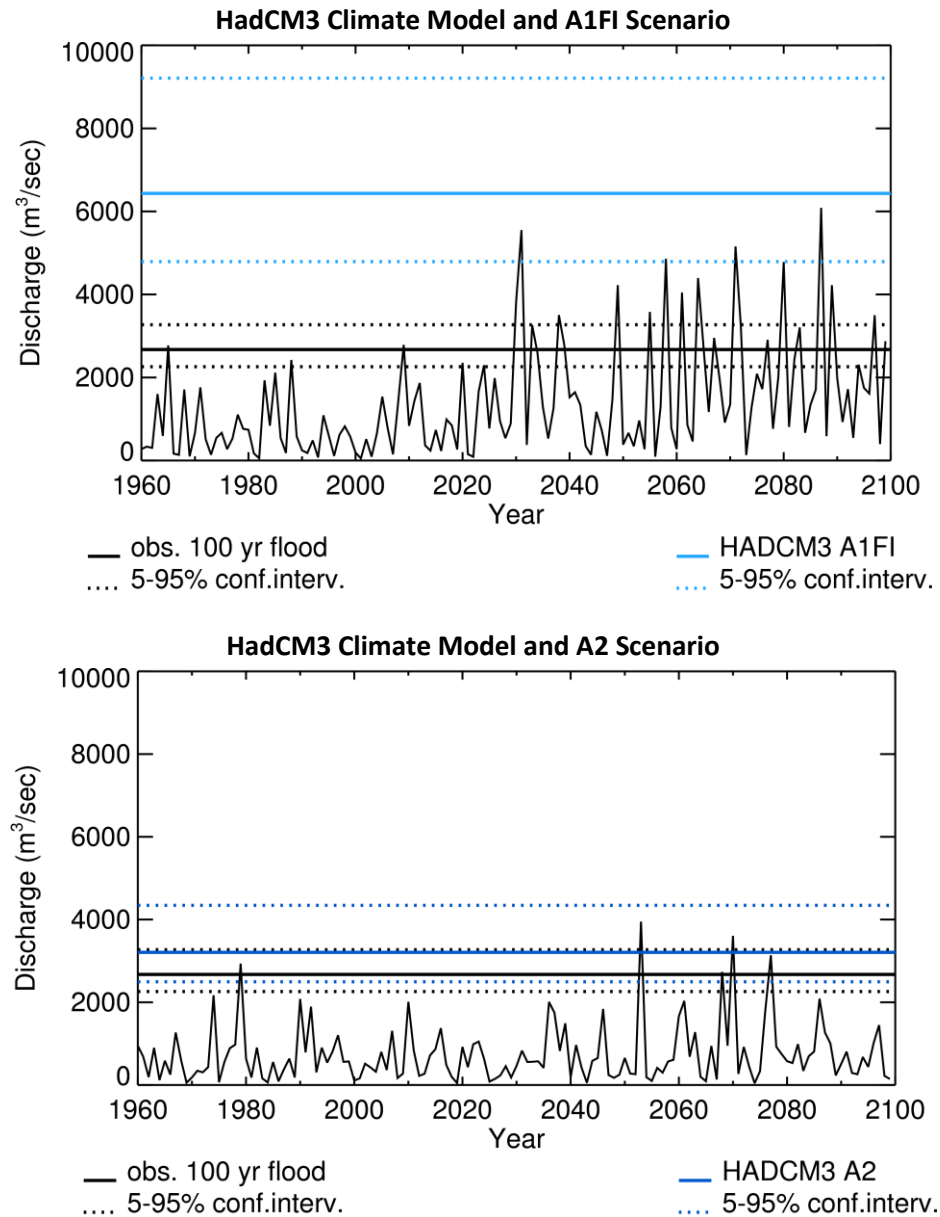 HadCM3 Climate Model and A1FI Scenario
10000
8000
6000
4000
2000
0
Discharge (m³/sec)
1960 1980 2000 2020 2040 2060 2080 2100
Year
obs. 100 yr flood
5-95% conf.interv.
HADCM3 A1FI
5-95% conf.interv.
HadCM3 Climate Model and A2 Scenario
10000
8000
6000
4000
2000
0
Discharge (m³/sec)
1960 1980 2000 2020 2040 2060 2080 2100
Year
obs. 100 yr flood
5-95% conf.interv.
HADCM3 A2
5-95% conf.interv.